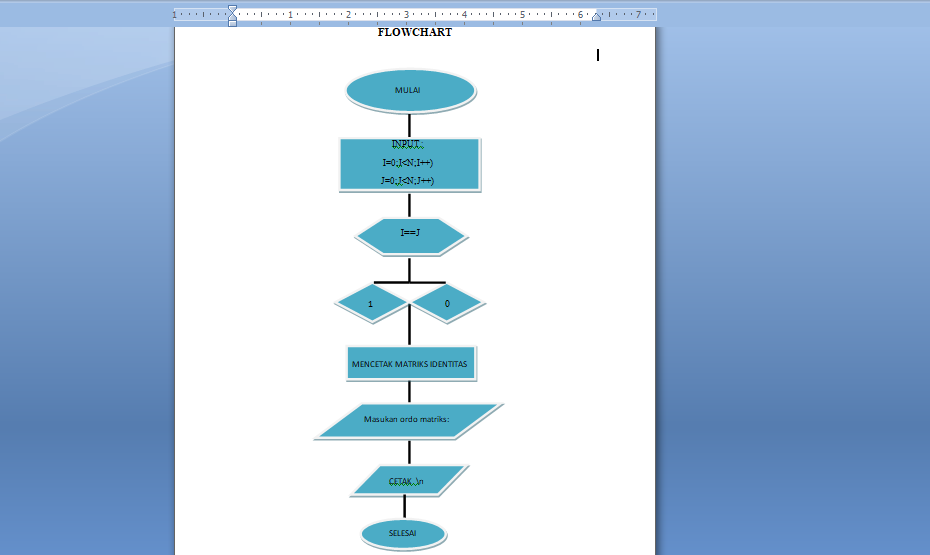 1 1 2 3 4 5 6 7
FLOWCHART
MULAI
INPUT :
I=0;I<N;I++)
J=0;J<N;J++)
I==J
1 0
MENCETAK MATRIKS IDENTITAS
Masukan ordo matriks:
CETAK \n
SELESAI